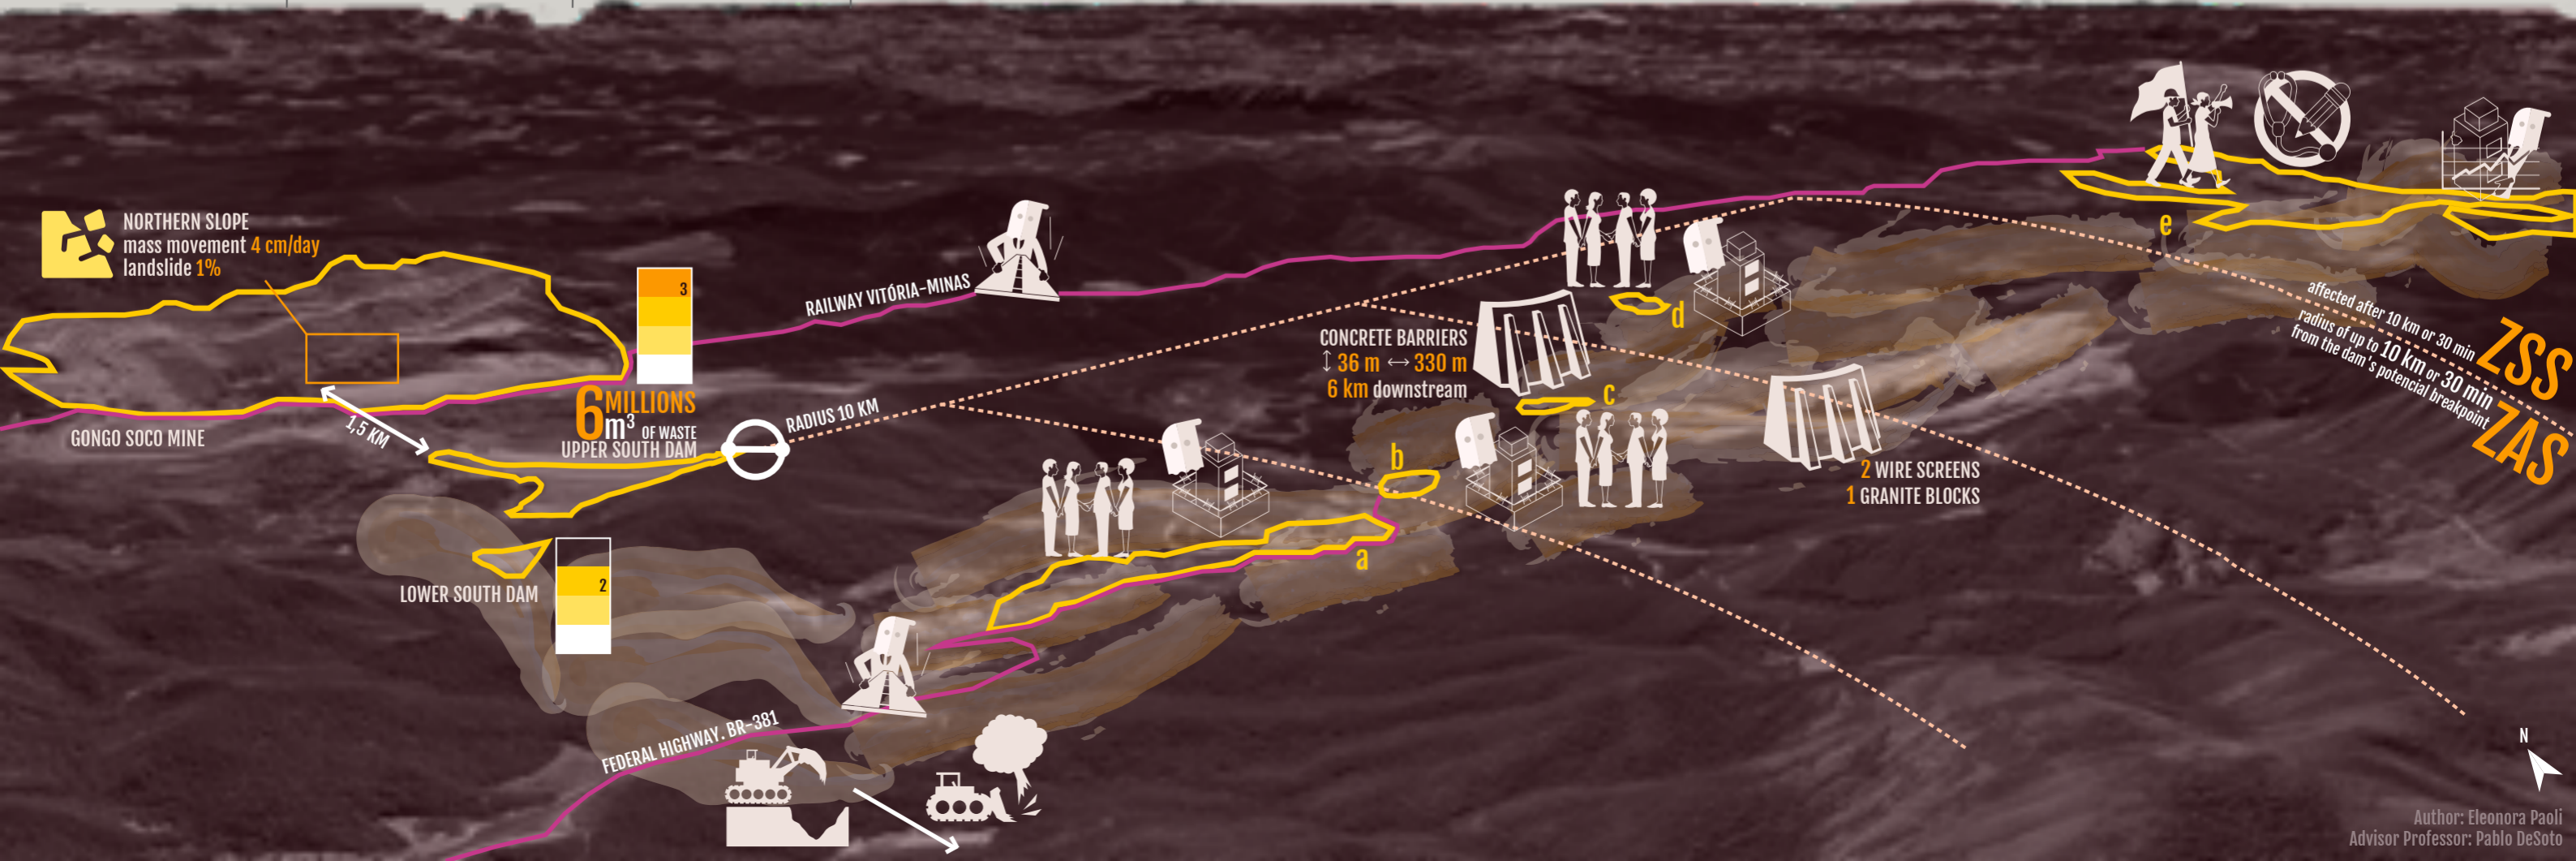 NORTHERN SLOPE
mass movement 4 cm/day
landslide 1%
GONGO SOCO MINE
1,5 KM
3
6 MILLIONS
m³ OF WASTE
UPPER SOUTH DAM
RADIUS 10 KM
RAILWAY VITÓRIA-MINAS
LOWER SOUTH DAM
2
FEDERAL HIGHWAY. BR-381
CONCRETE BARRIERS
↕ 36 m ↔ 330 m
6 km downstream
a
b
c
d
e
2 WIRE SCREENS
1 GRANITE BLOCKS
affected after 10 km or 30 min
ZSS
radius of up to 10 km or 30 min
from the dam's potencial breakpoint
ZAS
N
Author: Eleonora Paoli
Advisor Professor: Pablo DeSoto